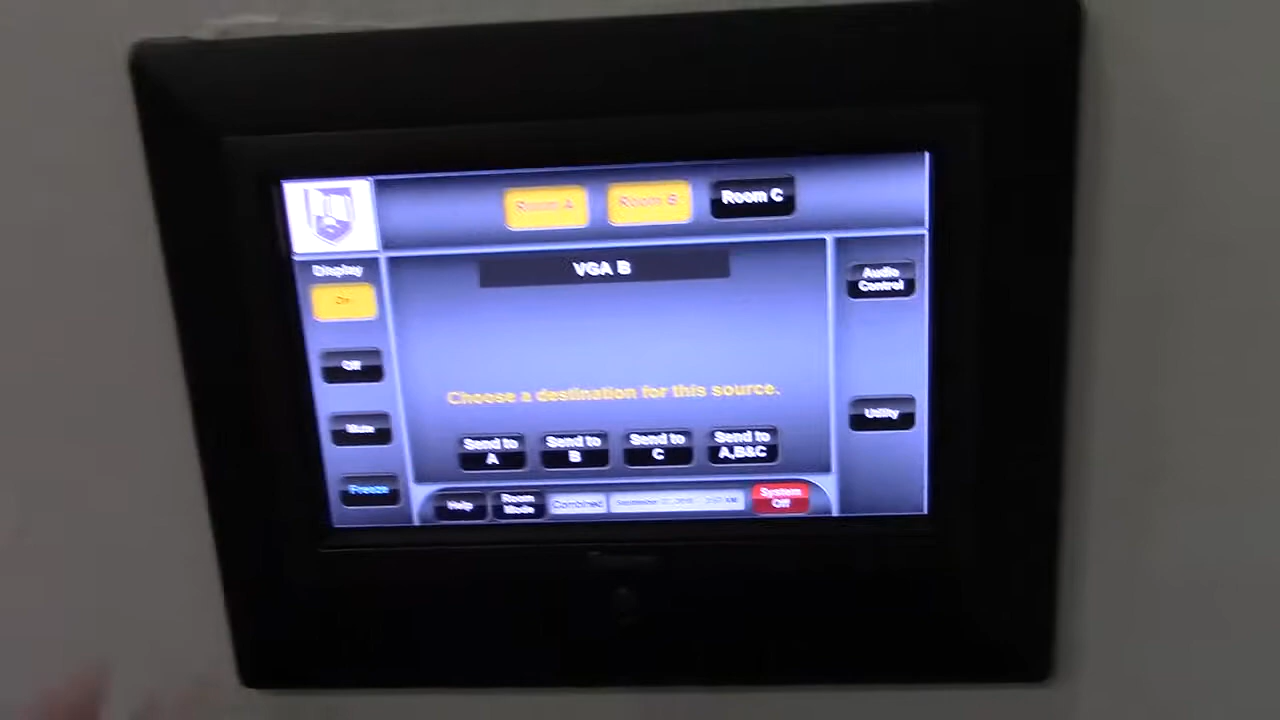 Room A
Room B
Room C
Display
On
VGA B
Audio
Control
Off
Choose a destination for this source.
Mute
Utility
Send to
A
Send to
B
Send to
C
Send to
A,B&C
Freeze
Help
Room
Mode
Combined
System
Off